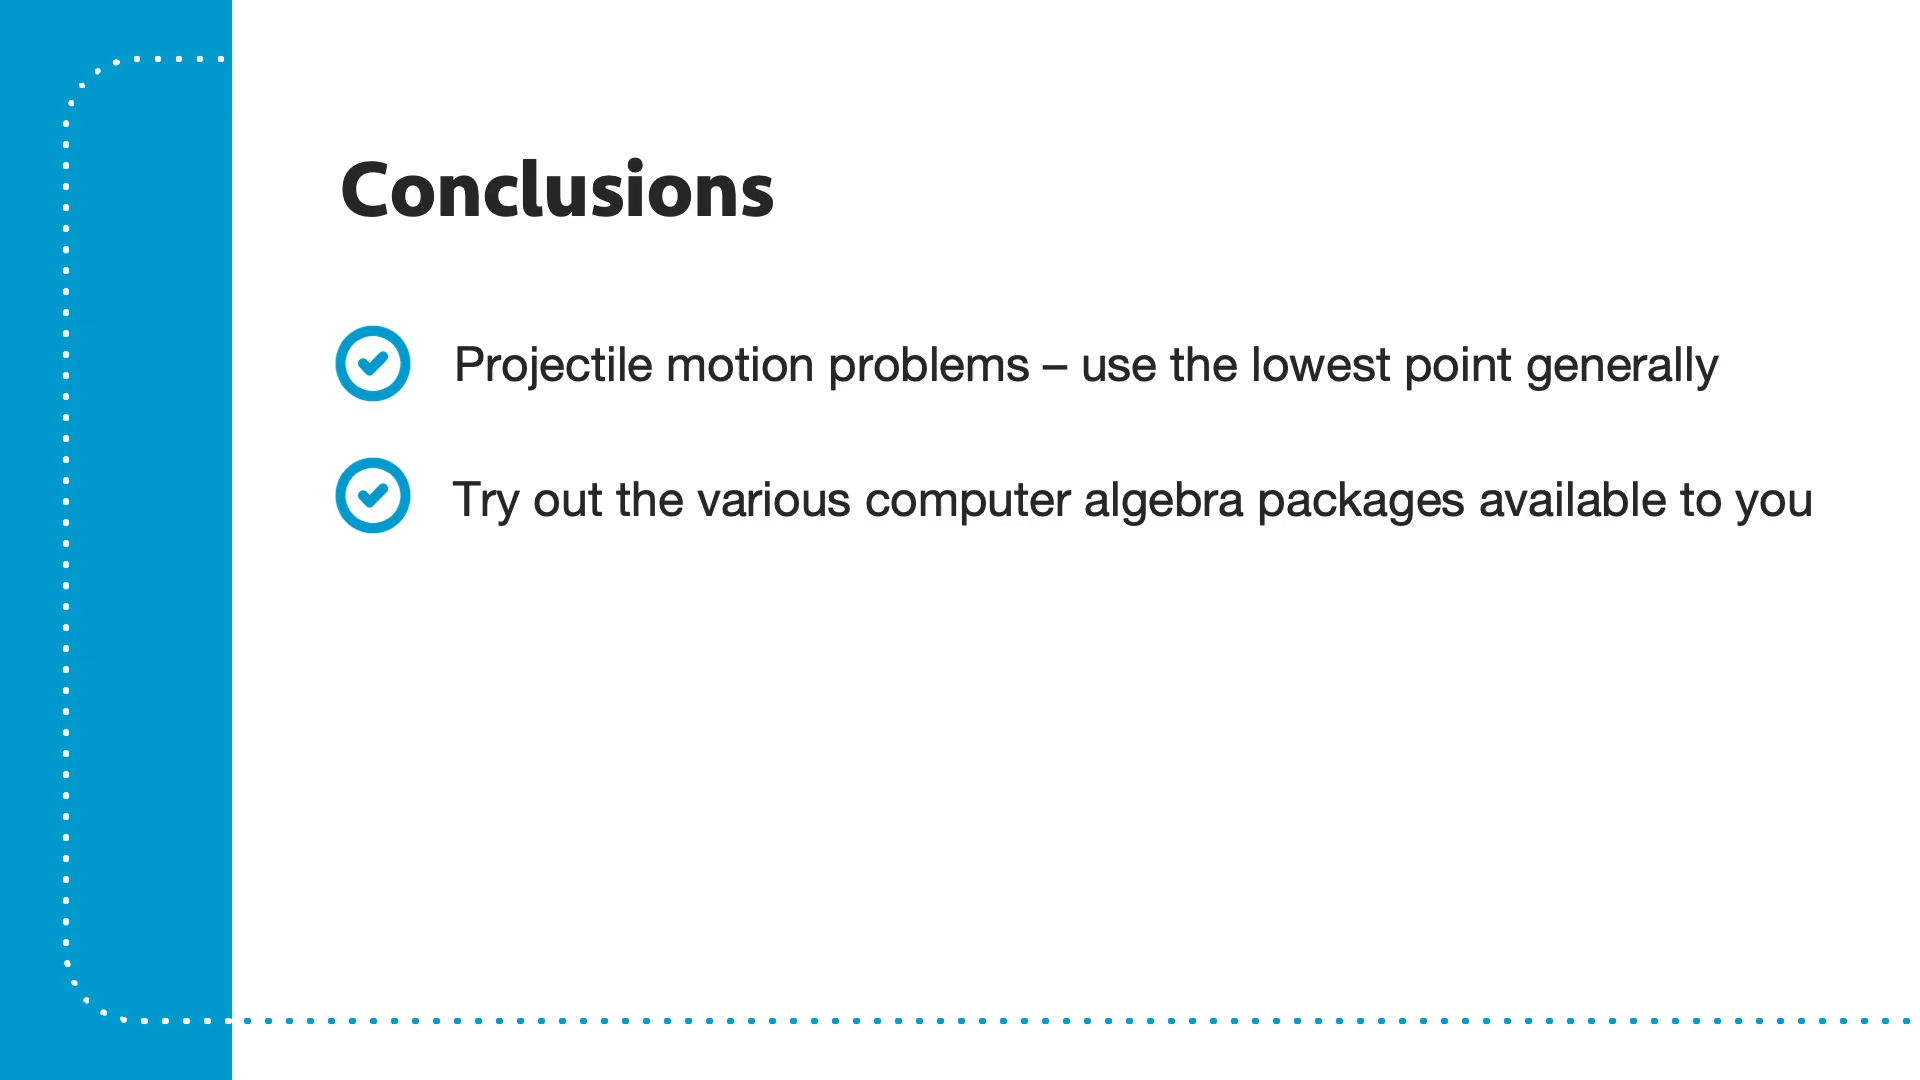 Conclusions
Projectile motion problems – use the lowest point generally
Try out the various computer algebra packages available to you